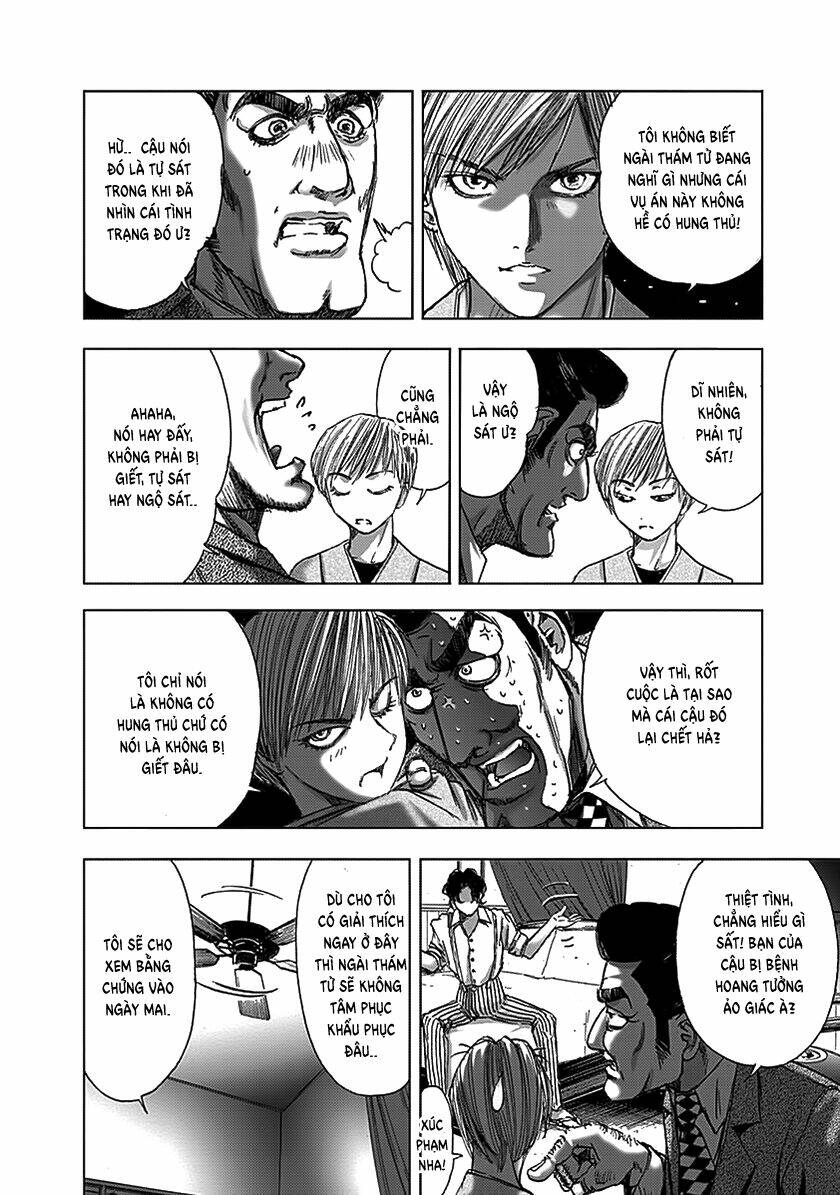 TÔI KHÔNG BIẾT
NGÀI THÁM TỬ ĐANG
NGHĨ GÌ NHƯNG CÁI
VỤ ÁN NÀY KHÔNG
HỀ CÓ HUNG THỦ!
HỪ.. CẬU NÓI
ĐÓ LÀ TỰ SÁT
TRONG KHI ĐÃ
NHÌN CÁI TÌNH
TRẠNG ĐÓ Ư?
DĨ NHIÊN,
KHÔNG
PHẢI TỰ
SÁT!
VẬY
LÀ NGỘ
SÁT Ư?
CŨNG
CHẲNG
PHẢI.
AHAHA,
NÓI HAY ĐẤY,
KHÔNG PHẢI BỊ
GIẾT, TỰ SÁT
HAY NGỘ SÁT..
VẬY THÌ, RỐT
CUỘC LÀ TẠI SAO
MÀ CÁI CẬU ĐÓ
LẠI CHẾT HẢ?
TÔI CHỈ NÓI
LÀ KHÔNG CÓ
HUNG THỦ CHỨ CÓ
NÓI LÀ KHÔNG BỊ
GIẾT ĐÂU.
THIỆT TÌNH,
CHẲNG HIỂU GÌ
SẤT! BẠN CỦA
CẬU BỊ BỆNH
HOANG TƯỞNG
ẢO GIÁC À?
XÚC
PHẠM
NHA!
DÙ CHO TÔI
CÓ GIẢI THÍCH
NGAY Ở ĐÂY
THÌ NGÀI THÁM
TỬ SẼ KHÔNG
TÂM PHỤC
KHẨU PHỤC
ĐÂU..
TÔI SẼ CHO
XEM BẰNG
CHỨNG VÀO
NGÀY MAI.